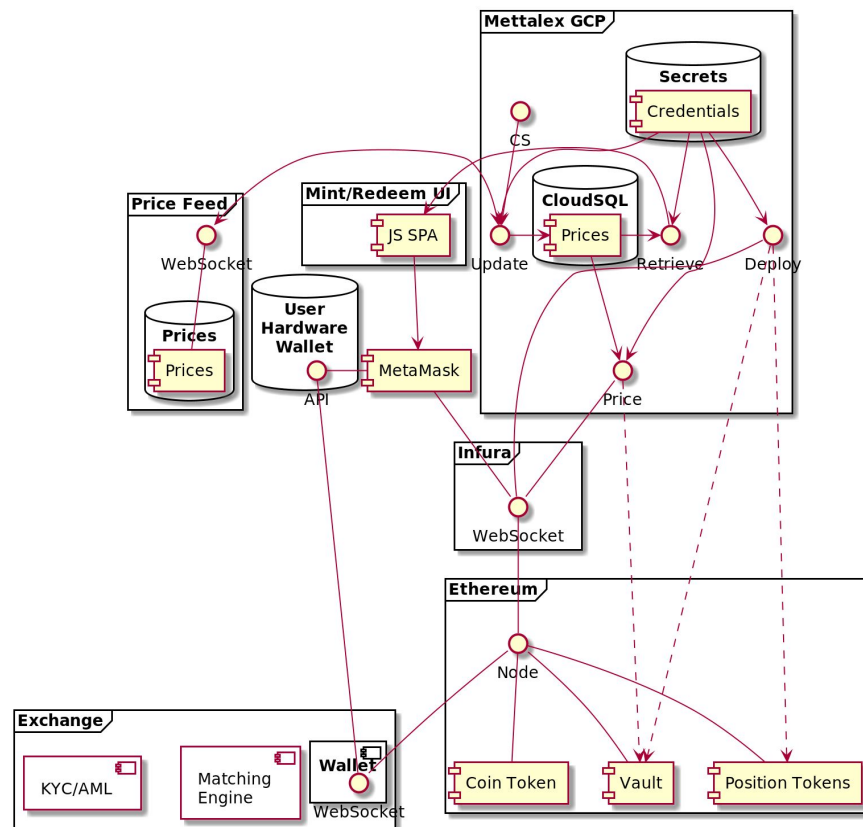 Mettalex GCP
Secrets
Credentials
CS
Price Feed
Mint/Redeem UI
CloudSQL
JS SPA
Prices
WebSocket
Update
Retrieve
Deploy
User
Hardware
Wallet
Prices
Prices
MetaMask
API
Price
Infura
WebSocket
Ethereum
Node
Exchange
Wallet
KYC/AML
Matching
Engine
WebSocket
Coin Token
Vault
Position Tokens